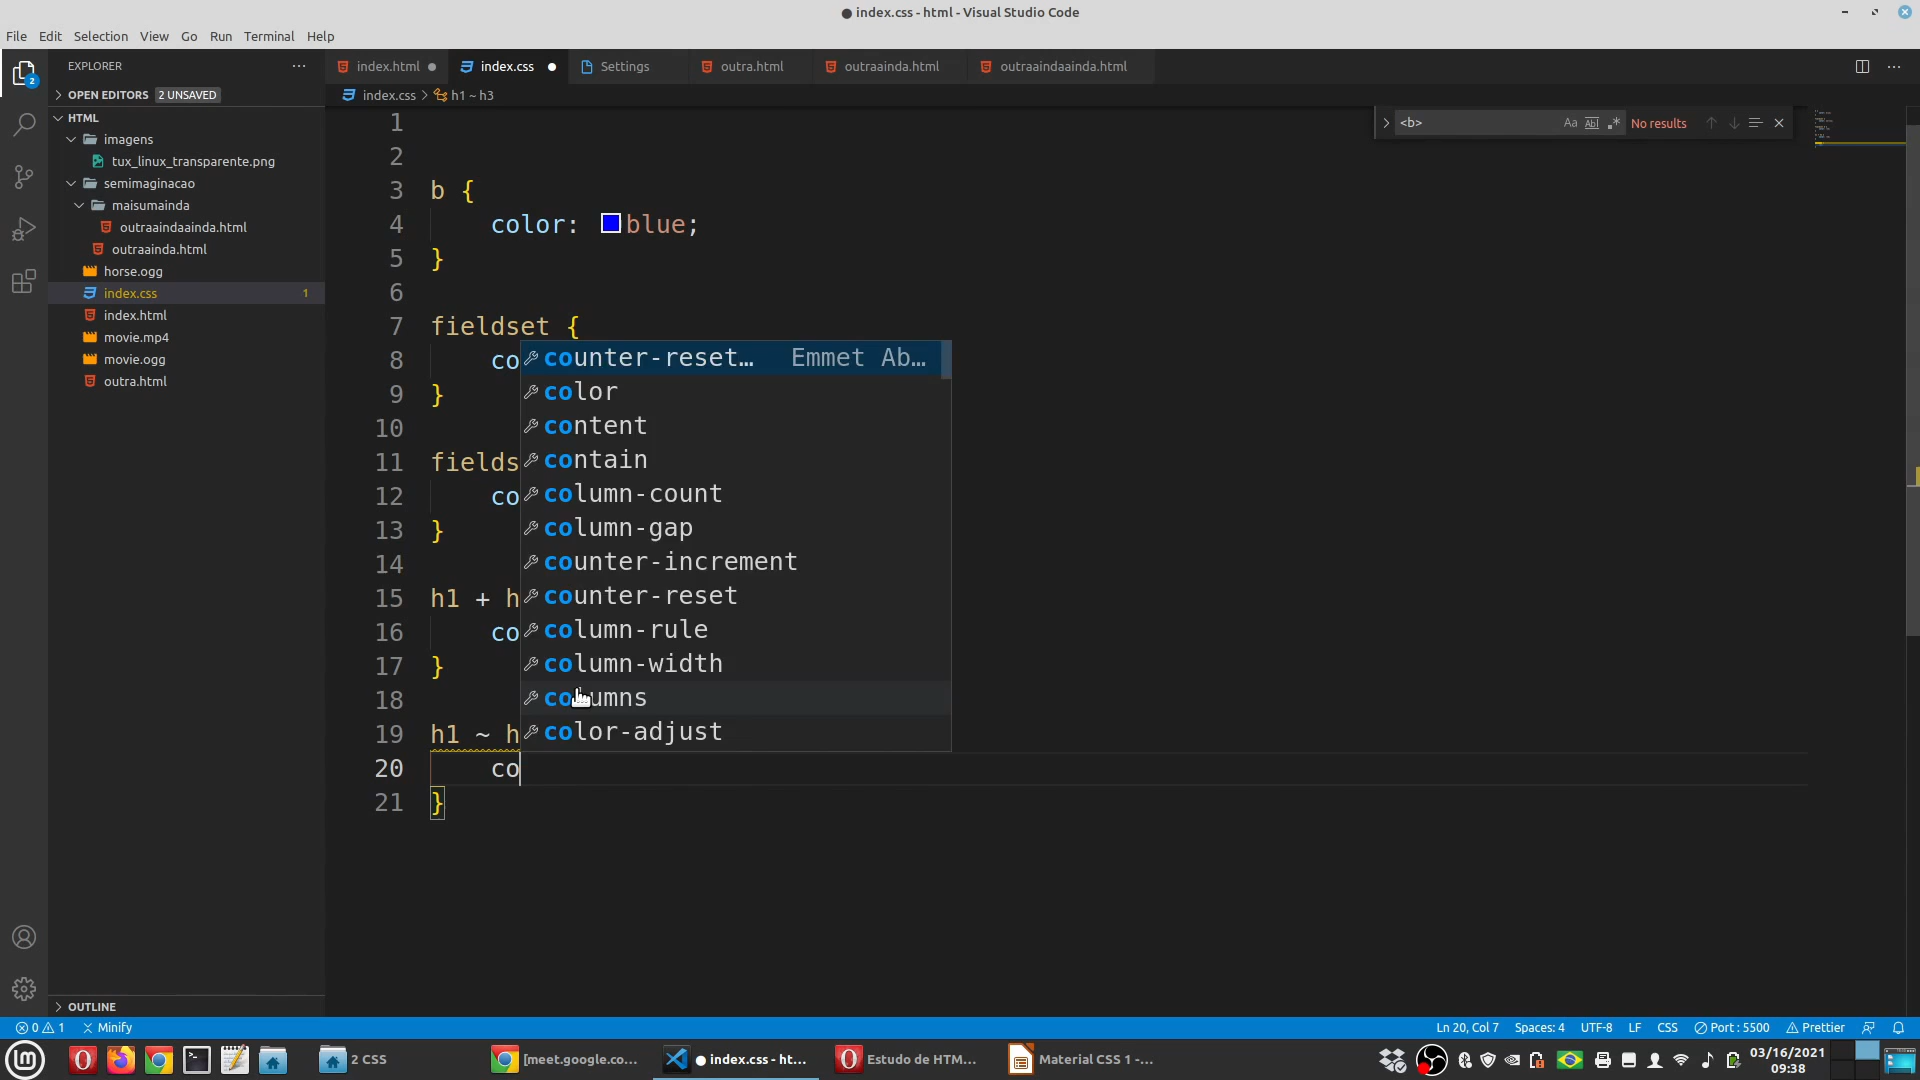 ● index.css - html - Visual Studio Code
File Edit Selection View Go Run Terminal Help
EXPLORER
index.html
index.css
Settings
outra.html
outraainda.html
outraaindaainda.html
OPEN EDITORS 2 UNSAVED
index.css > h1 ~ h3
HTML
<b>
Aa
Abl
.*
No results
imagens
tux_linux_transparente.png
semimaginacao
maisumainda
outraaindaainda.html
outraainda.html
horse.ogg
index.css 1
index.html
movie.mp4
movie.ogg
outra.html
2
1
2
3 b {
4 color: blue;
5 }
6
7 fieldset {
8 co
9 }
10
11 fields
12 co
13 }
14
15 h1 + h
16 co
17 }
18
19 h1 ~ h
20 co
21 }
counter-reset… Emmet Ab…
color
content
contain
column-count
column-gap
counter-increment
counter-reset
column-rule
column-width
columns
color-adjust
OUTLINE
0 1 Minify
Ln 20, Col 7 Spaces: 4 UTF-8 LF CSS Port : 5500 Prettier
2 CSS
[meet.google.co...
● index.css - ht...
Estudo de HTM...
Material CSS 1 -...
03/16/2021
09:38